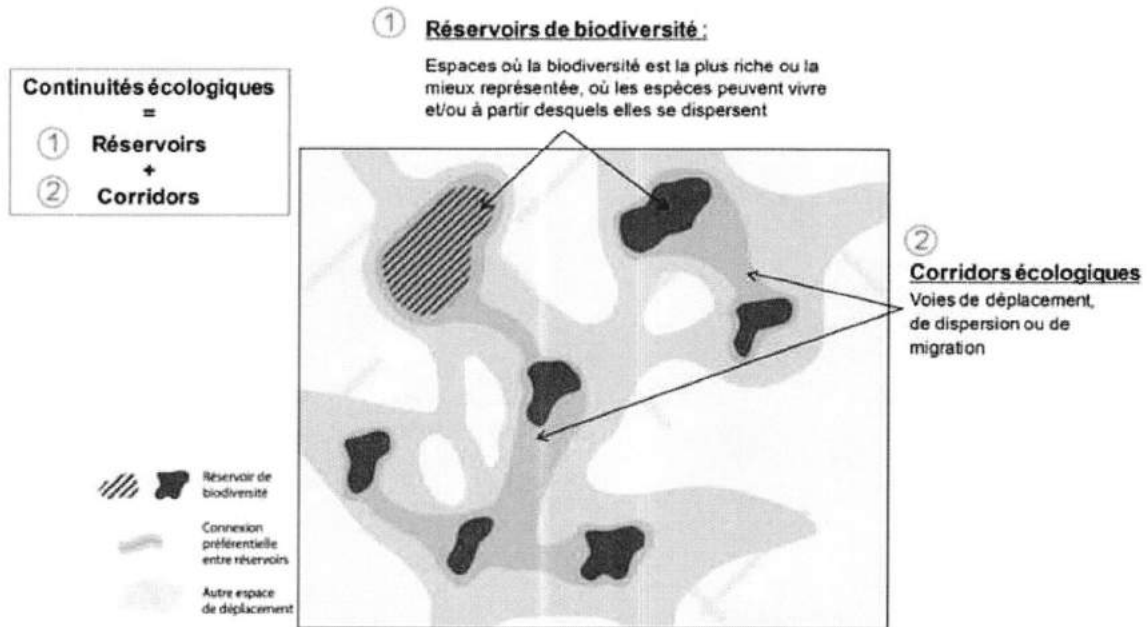 ① Réservoirs de biodiversité :
Espaces où la biodiversité est la plus riche ou la
mieux représentée, où les espèces peuvent vivre
et/ou à partir desquels elles se dispersent
Continuités écologiques
=
① Réservoirs
+
② Corridors
②
Corridors écologiques
Voies de déplacement,
de dispersion ou de
migration
Réservoir de
biodiversité
Connexion
préférentielle
entre réservoirs
Autre espace
de déplacement